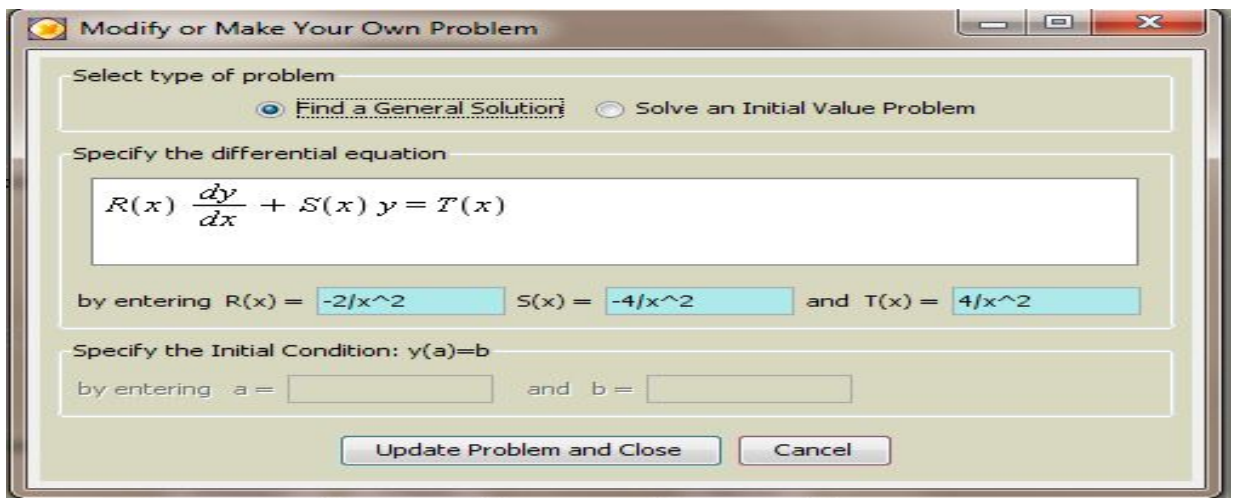 Modify or Make Your Own Problem
Select type of problem
Find a General Solution Solve an Initial Value Problem
Specify the differential equation
R(x) dy/dx + S(x) y = T(x)
by entering R(x) = -2/x^2 S(x) = -4/x^2 and T(x) = 4/x^2
Specify the Initial Condition: y(a)=b
by entering a = and b =
Update Problem and Close Cancel